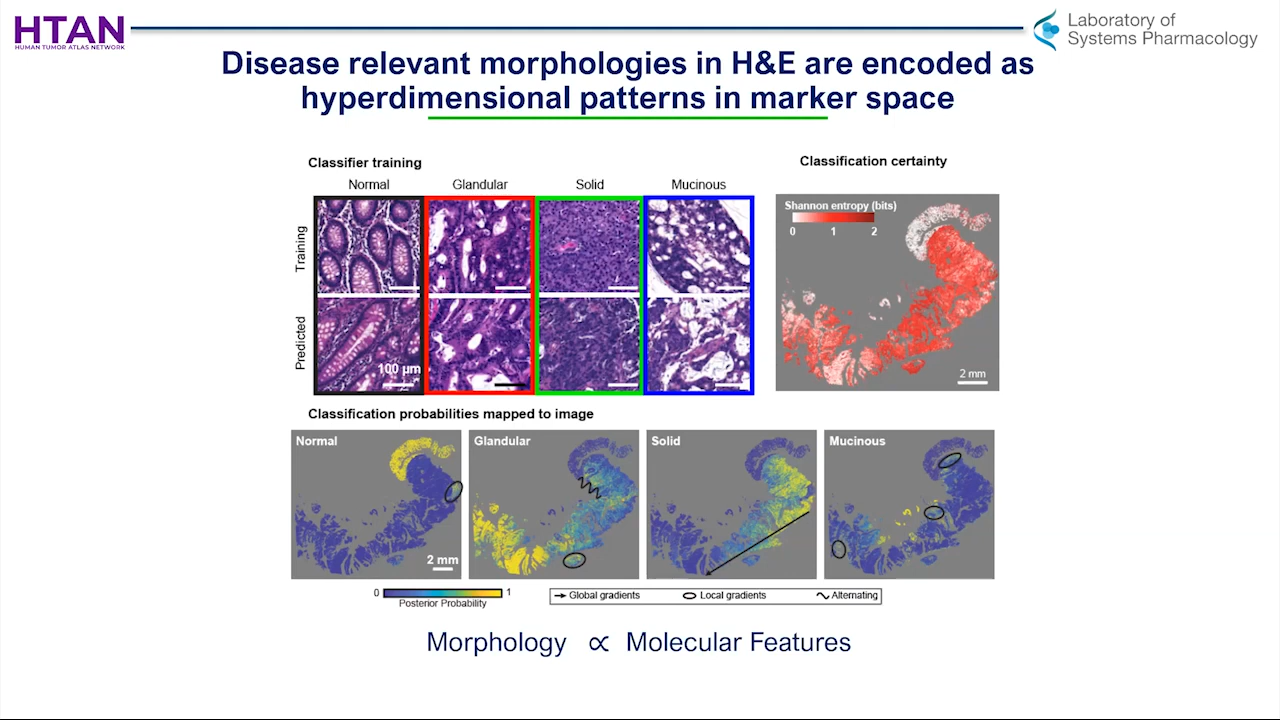 HTAN
HUMAN TUMOR ATLAS NETWORK
Laboratory of
Systems Pharmacology
Disease relevant morphologies in H&E are encoded as
hyperdimensional patterns in marker space
Classifier training
Normal Glandular Solid Mucinous
Training
Predicted
100 µm
Classification certainty
Shannon entropy (bits)
0 1 2
2 mm
Classification probabilities mapped to image
Normal
2 mm
Glandular
Solid
Mucinous
0 1
Posterior Probability
Global gradients Local gradients Alternating
Morphology ∝ Molecular Features